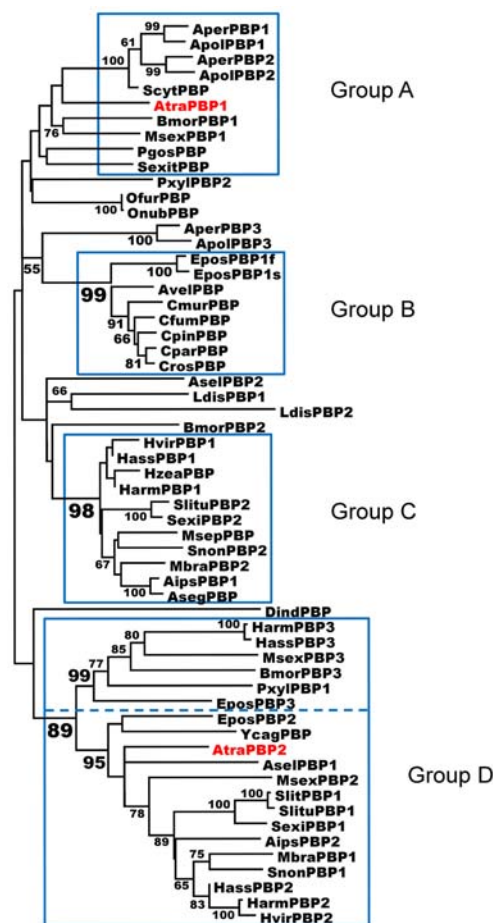 99
AperPBP1
61
ApolPBP1
AperPBP2
100
99
ApolPBP2
ScytPBP
Group A
AtraPBP1
BmorPBP1
76
MsexPBP1
PgosPBP
SexitPBP
PxylPBP2
OfurPBP
100
OnubPBP
AperPBP3
100
ApolPBP3
55
EposPBP1f
100
EposPBP1s
99
AvelPBP
CmurPBP
Group B
91
CfumPBP
66
CpinPBP
CparPBP
81
CrosPBP
AselPBP2
66
LdisPBP1
LdisPBP2
BmorPBP2
HvirPBP1
HassPBP1
HzeaPBP
HarmPBP1
98
SlituPBP2
Group C
100
SexiPBP2
MsepPBP
SnonPBP2
67
MbraPBP2
AipsPBP1
100
AsegPBP
DindPBP
100
HarmPBP3
80
HassPBP3
85
MsexPBP3
77
BmorPBP3
99
PxylPBP1
EposPBP3
89
EposPBP2
YcagPBP
95
AtraPBP2
AselPBP1
Group D
MsexPBP2
78
100
SlitPBP1
100
SlituPBP1
SexiPBP1
89
AipsPBP2
75
MbraPBP1
SnonPBP1
65
HassPBP2
83
HarmPBP2
100
HvirPBP2